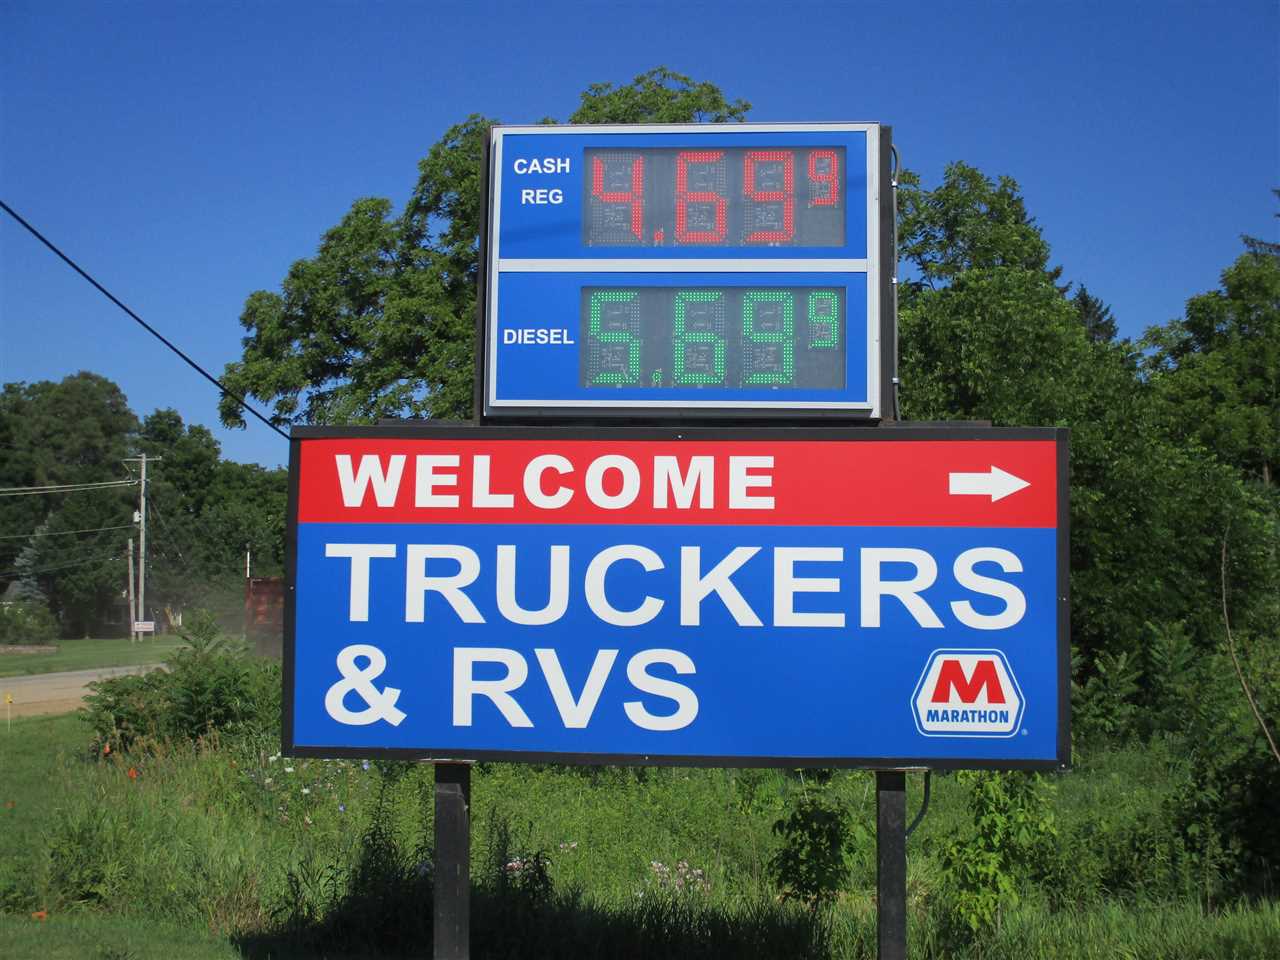 CASH
REG
4.69 9
DIESEL
5.69 9
WELCOME
TRUCKERS
& RVS
M
MARATHON
®